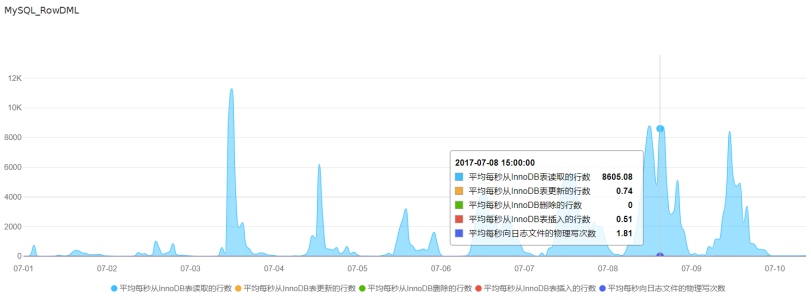 MySQL_RowDML
12K
10K
8000
6000
4000
2000
0
2017-07-08 15:00:00
平均每秒从InnoDB表读取的行数 8605.08
平均每秒从InnoDB表更新的行数 0.74
平均每秒从InnoDB表删除的行数 0
平均每秒从InnoDB表插入的行数 0.51
平均每秒向日志文件的物理写次数 1.81
07-01 07-02 07-03 07-04 07-05 07-06 07-07 07-08 07-09 07-10
平均每秒从InnoDB表读取的行数 平均每秒从InnoDB表更新的行数 平均每秒从InnoDB表删除的行数 平均每秒从InnoDB表插入的行数 平均每秒向日志文件的物理写次数